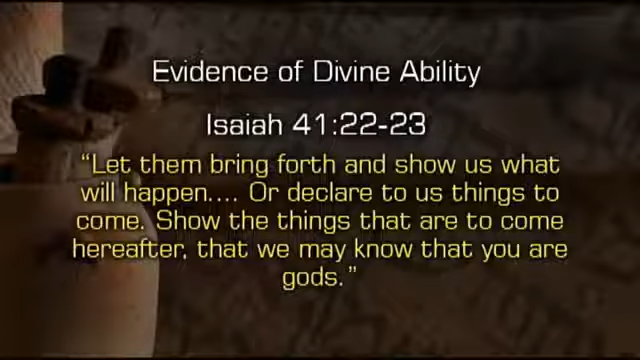 Evidence of Divine Ability
Isaiah 41:22-23
“Let them bring forth and show us what
will happen.... Or declare to us things to
come. Show the things that are to come
hereafter, that we may know that you are
gods.”